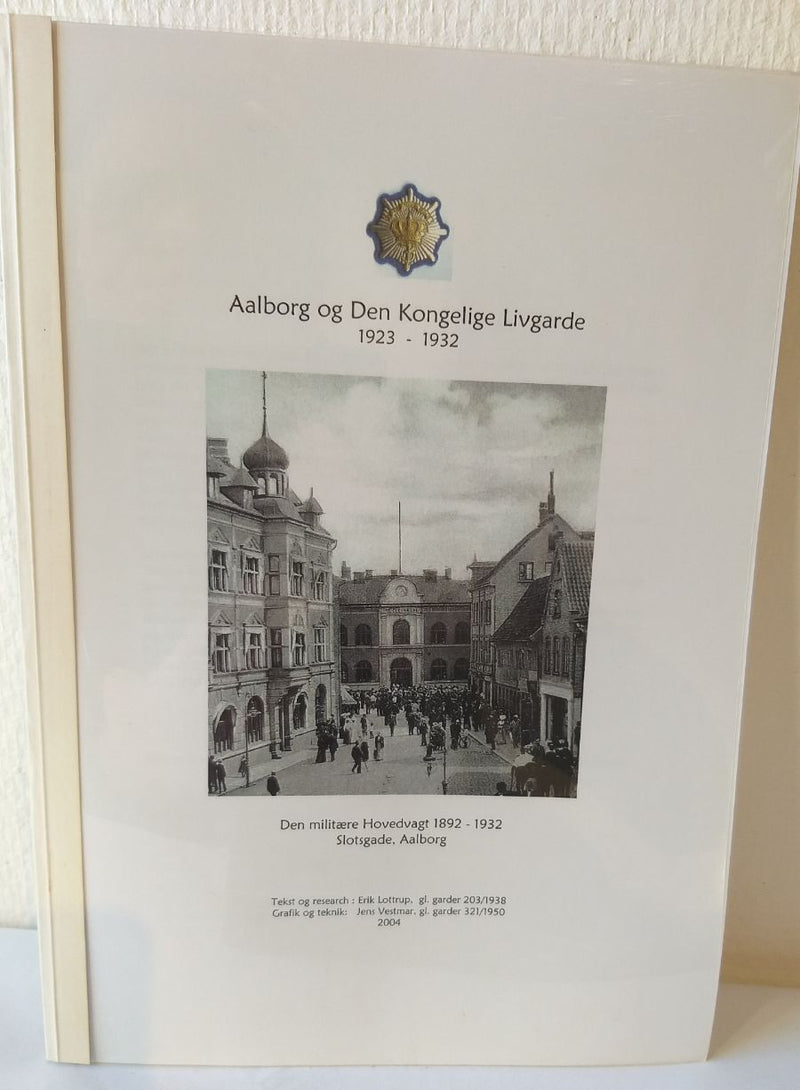 Aalborg og Den Kongelige Livgarde
1923 - 1932
Den militære Hovedvagt 1892 - 1932
Slotsgade, Aalborg
Tekst og research : Erik Lottrup, gl. garder 203/1938
Grafik og teknik: Jens Vestmar, gl. garder 321/1950
2004